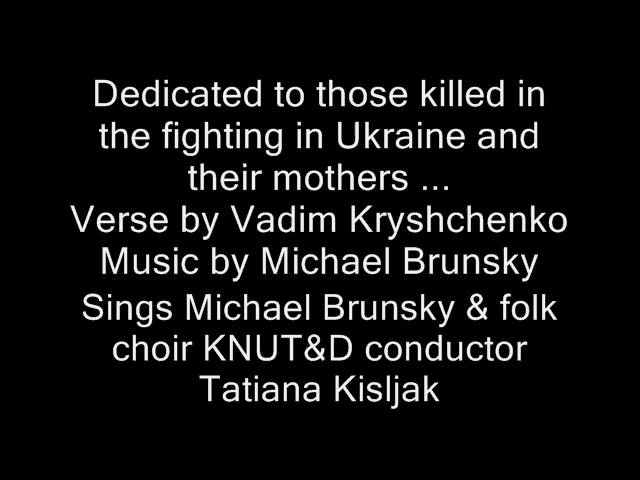 Dedicated to those killed in
the fighting in Ukraine and
their mothers ...
Verse by Vadim Kryshchenko
Music by Michael Brunsky
Sings Michael Brunsky & folk
choir KNUT&D conductor
Tatiana Kisljak